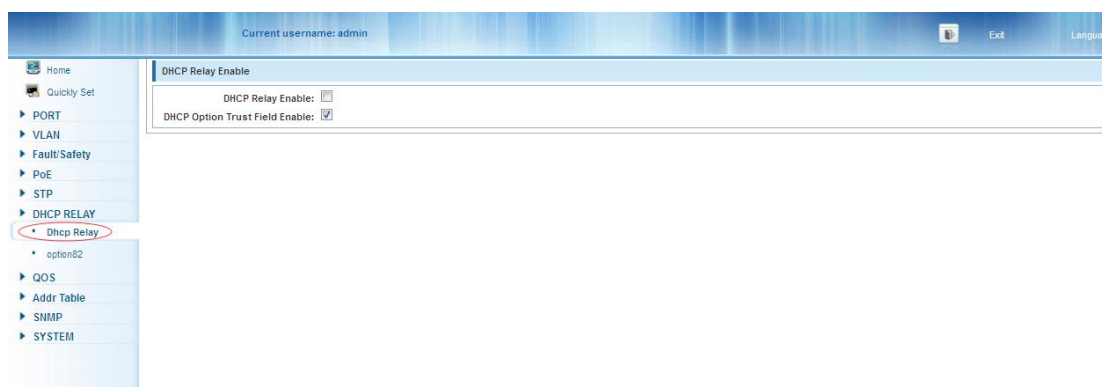 Current username: admin
Exit
Home
Quickly Set
PORT
VLAN
Fault/Safety
PoE
STP
DHCP RELAY
Dhcp Relay
option82
QOS
Addr Table
SNMP
SYSTEM
DHCP Relay Enable
DHCP Relay Enable:
DHCP Option Trust Field Enable: